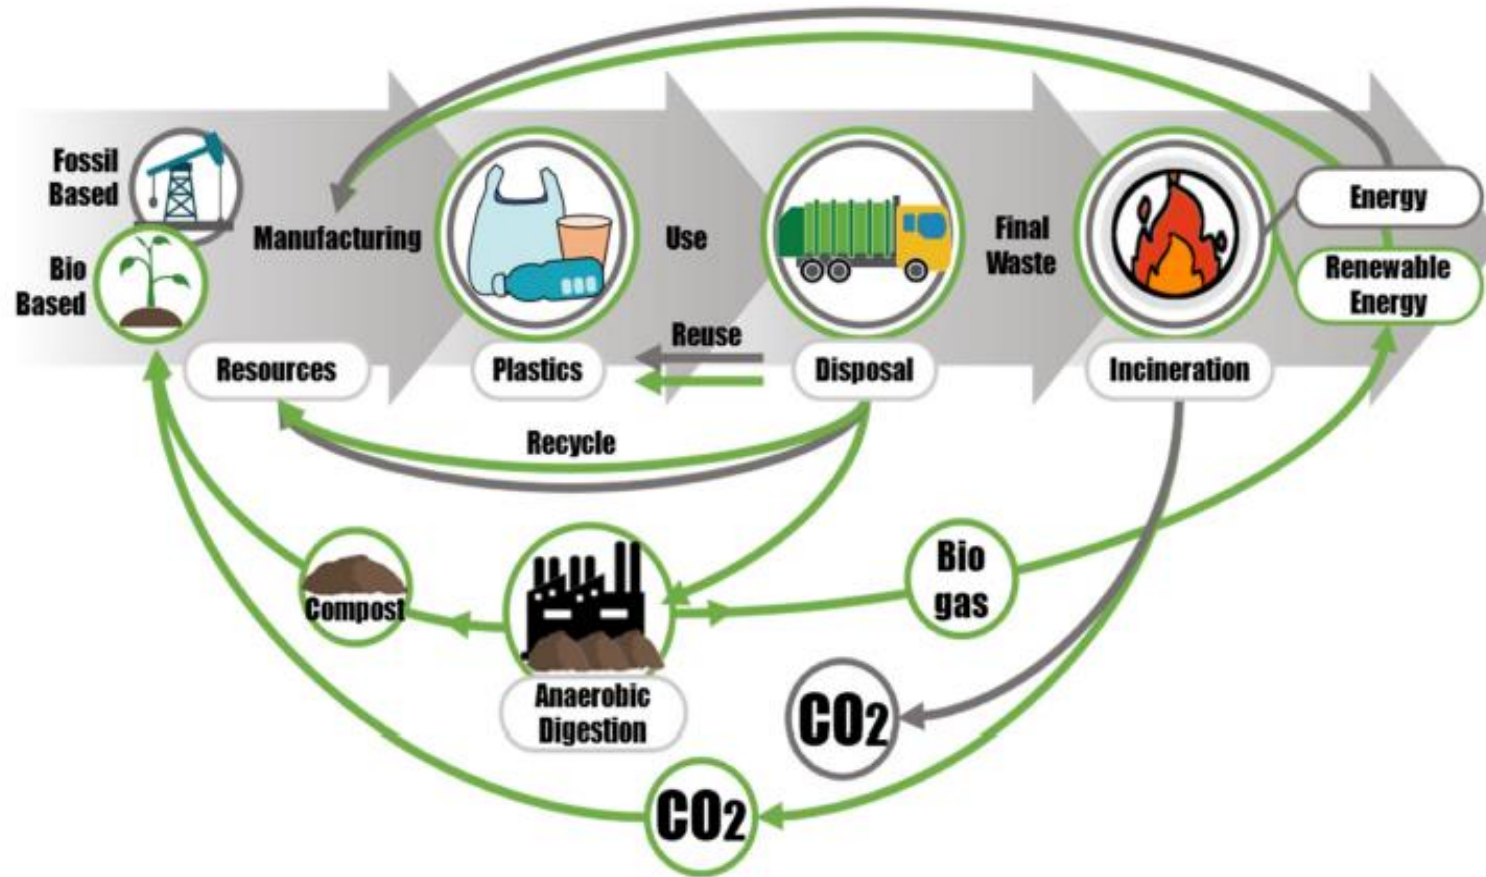 Fossil
Based
Bio
Based
Manufacturing
Resources
Plastics
Use
Reuse
Disposal
Final
Waste
Incineration
Energy
Renewable
Energy
Recycle
Compost
Anaerobic
Digestion
Bio
gas
CO2
CO2